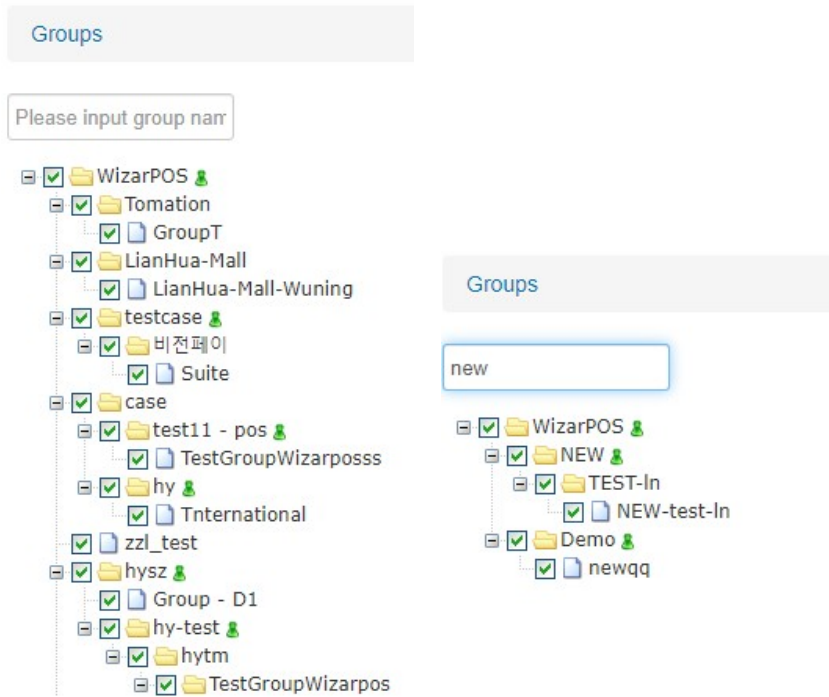 Groups
Please input group nam
WizarPOS
Tomation
GroupT
LianHua-Mall
LianHua-Mall-Wuning
testcase
비전페이
Suite
case
test11 - pos
TestGroupWizarposss
hy
Tnternational
zzl_test
hysz
Group - D1
hy-test
hytm
TestGroupWizarpos
Groups
new
WizarPOS
NEW
TEST-ln
NEW-test-ln
Demo
newqq